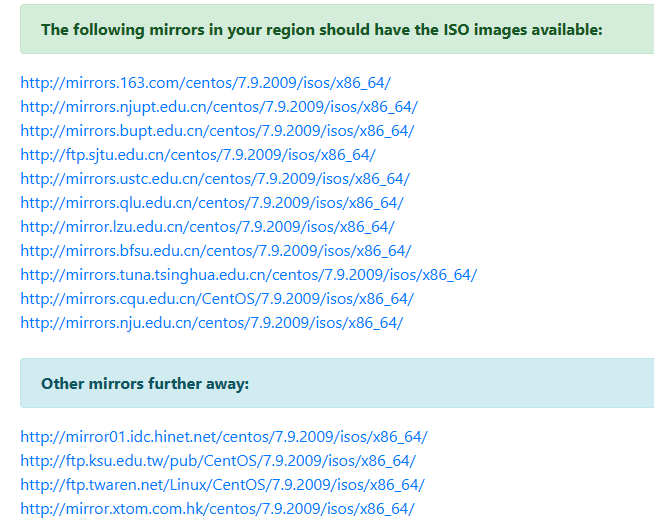 The following mirrors in your region should have the ISO images available:
http://mirrors.163.com/centos/7.9.2009/isos/x86_64/
http://mirrors.njupt.edu.cn/centos/7.9.2009/isos/x86_64/
http://mirrors.bupt.edu.cn/centos/7.9.2009/isos/x86_64/
http://ftp.sjtu.edu.cn/centos/7.9.2009/isos/x86_64/
http://mirrors.ustc.edu.cn/centos/7.9.2009/isos/x86_64/
http://mirrors.qlu.edu.cn/centos/7.9.2009/isos/x86_64/
http://mirror.lzu.edu.cn/centos/7.9.2009/isos/x86_64/
http://mirrors.bfsu.edu.cn/centos/7.9.2009/isos/x86_64/
http://mirrors.tuna.tsinghua.edu.cn/centos/7.9.2009/isos/x86_64/
http://mirrors.cqu.edu.cn/CentOS/7.9.2009/isos/x86_64/
http://mirrors.nju.edu.cn/centos/7.9.2009/isos/x86_64/
Other mirrors further away:
http://mirror01.idc.hinet.net/centos/7.9.2009/isos/x86_64/
http://ftp.ksu.edu.tw/pub/CentOS/7.9.2009/isos/x86_64/
http://ftp.twaren.net/Linux/CentOS/7.9.2009/isos/x86_64/
http://mirror.xtom.com.hk/centos/7.9.2009/isos/x86_64/